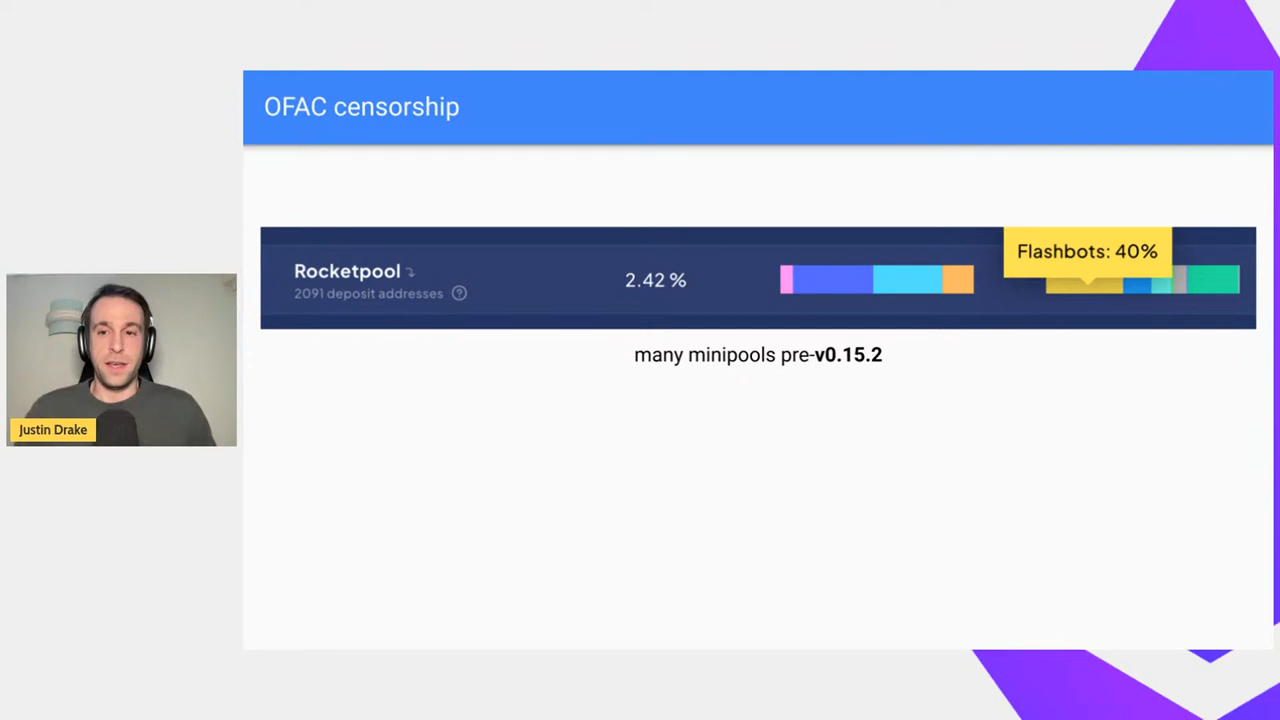 OFAC censorship
Flashbots: 40%
Rocketpool
2.42 %
2091 deposit addresses ?
many minipools pre-v0.15.2
Justin Drake